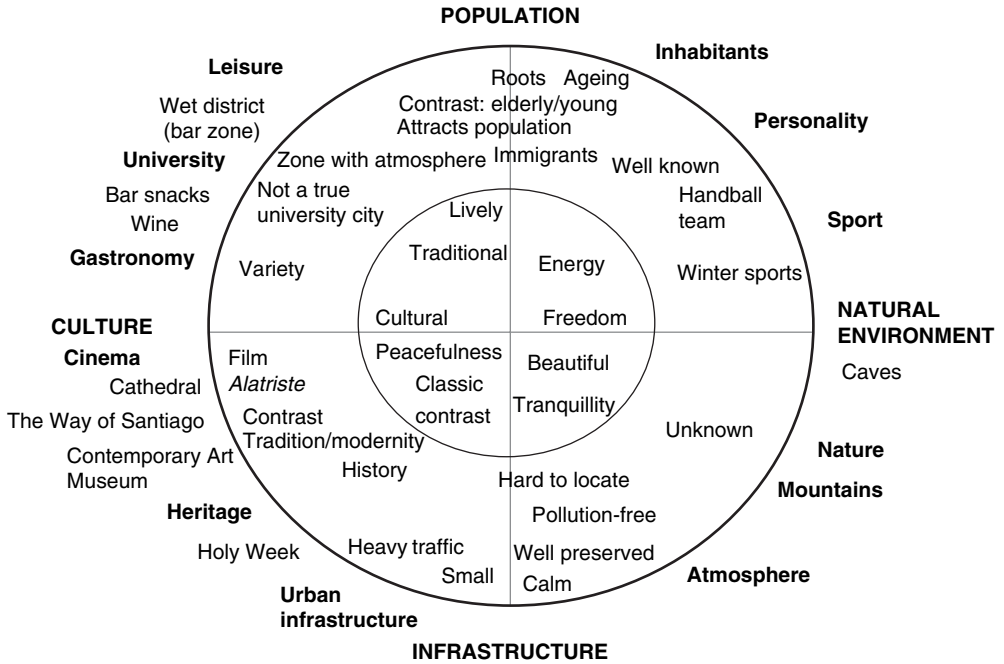 POPULATION
Leisure
Inhabitants
Roots Ageing
Wet district
(bar zone)
Contrast: elderly/young
Attracts population
Personality
University
Zone with atmosphere
Immigrants
Well known
Bar snacks
Wine
Not a true
university city
Lively
Handball
team
Sport
Gastronomy
Variety
Traditional
Energy
Winter sports
CULTURE
Cultural
Freedom
NATURAL
ENVIRONMENT
Cinema
Film
Alatriste
Peacefulness
Beautiful
Caves
Cathedral
Classic
contrast
Tranquillity
The Way of Santiago
Contrast
Tradition/modernity
Unknown
Contemporary Art
Museum
History
Nature
Hard to locate
Mountains
Heritage
Pollution-free
Holy Week
Heavy traffic
Well preserved
Small
Calm
Atmosphere
Urban
infrastructure
INFRASTRUCTURE